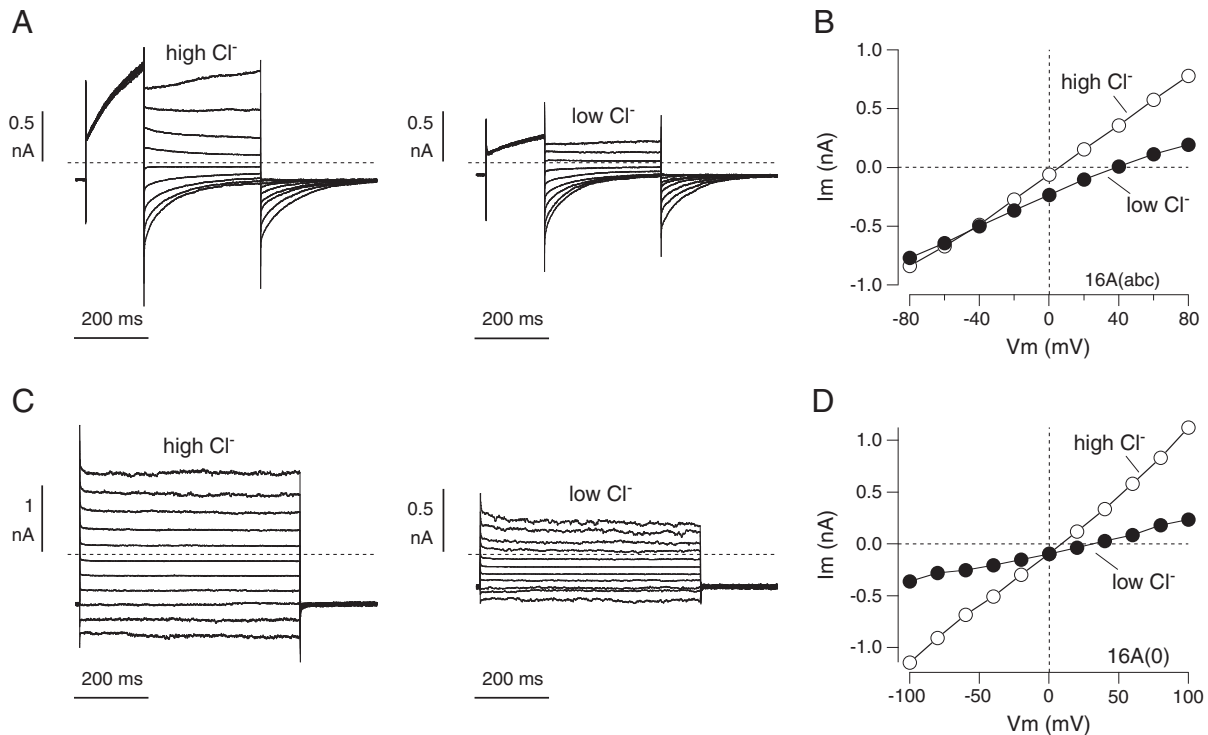 A
high Cl⁻
0.5
nA
200 ms
low Cl⁻
0.5
nA
200 ms
B
1.0
0.5
0.0
-0.5
-1.0
Im (nA)
high Cl⁻
low Cl⁻
16A(abc)
-80 -40 0 40 80
Vm (mV)
C
high Cl⁻
1
nA
200 ms
low Cl⁻
0.5
nA
200 ms
D
1.0
0.5
0.0
-0.5
-1.0
Im (nA)
high Cl⁻
low Cl⁻
16A(0)
-100 -50 0 50 100
Vm (mV)